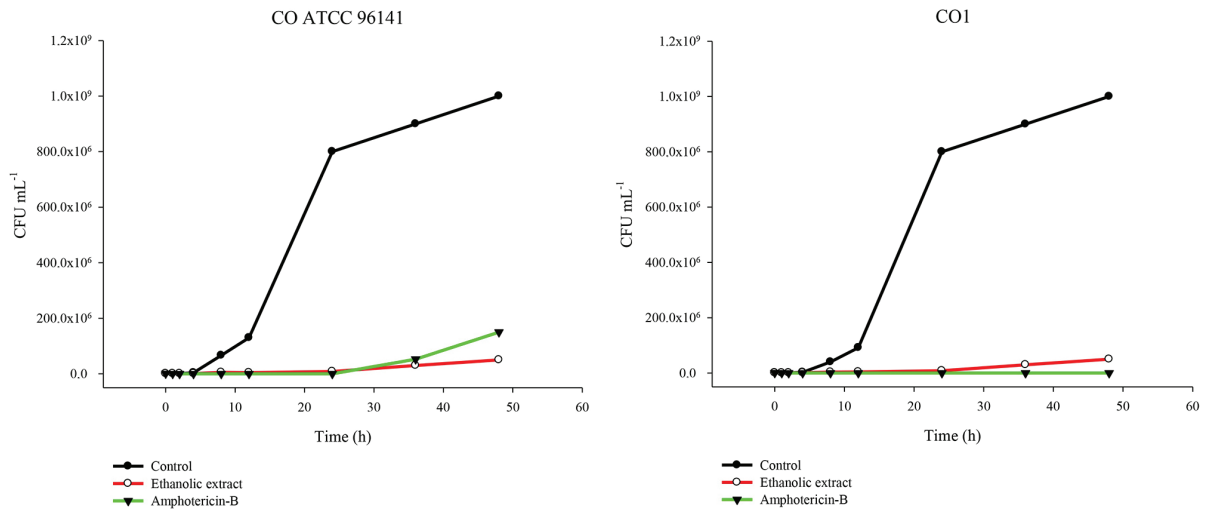 CO ATCC 96141
1.2x10⁹
1.0x10⁹
800.0x10⁶
600.0x10⁶
400.0x10⁶
200.0x10⁶
0.0
CFU mL⁻¹
0 10 20 30 40 50 60
Time (h)
Control
Ethanolic extract
Amphotericin-B
CO1
1.2x10⁹
1.0x10⁹
800.0x10⁶
600.0x10⁶
400.0x10⁶
200.0x10⁶
0.0
CFU mL⁻¹
0 10 20 30 40 50 60
Time (h)
Control
Ethanolic extract
Amphotericin-B